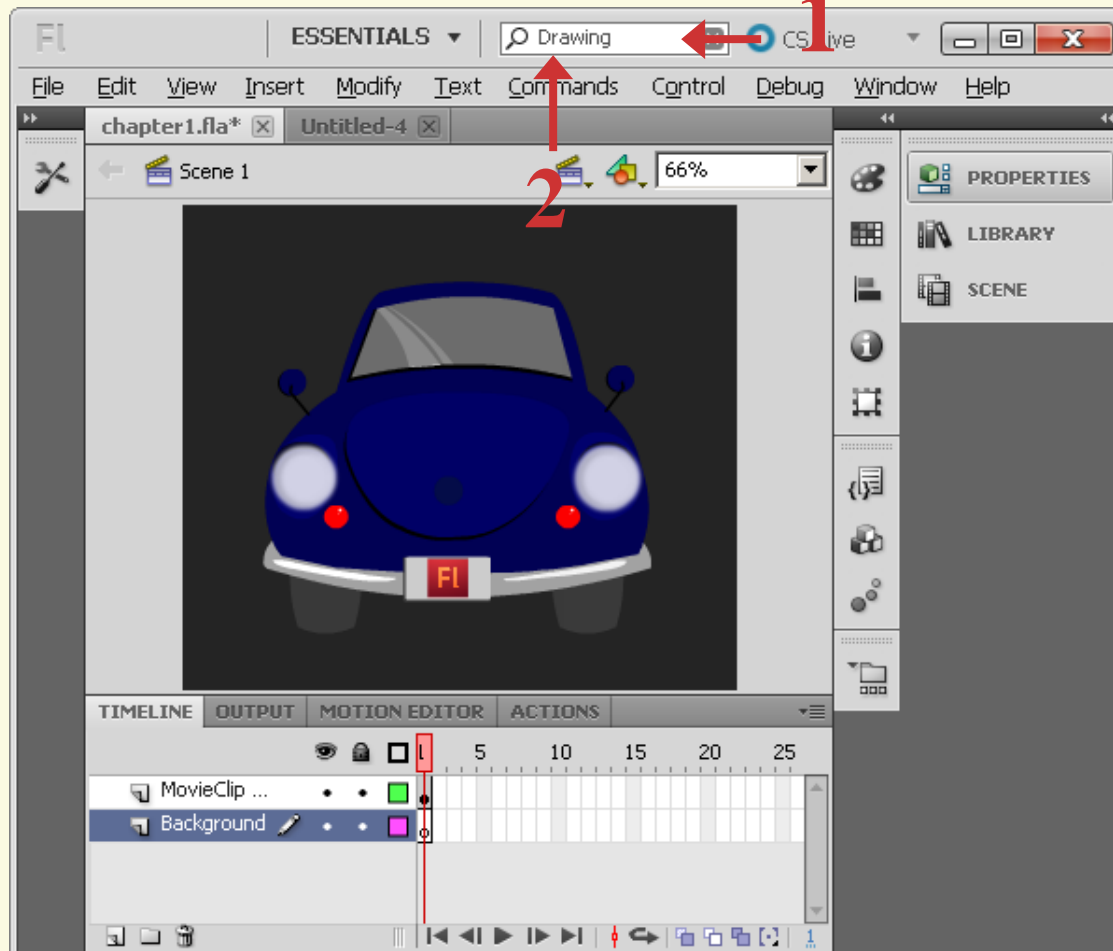 Fl ESSENTIALS Drawing CS Live 1
File Edit View Insert Modify Text Commands Control Debug Window Help
chapter1.fla* Untitled-4
Scene 1 2 66%
PROPERTIES
LIBRARY
SCENE
Fl
TIMELINE OUTPUT MOTION EDITOR ACTIONS
1 5 10 15 20 25
MovieClip ...
Background
1